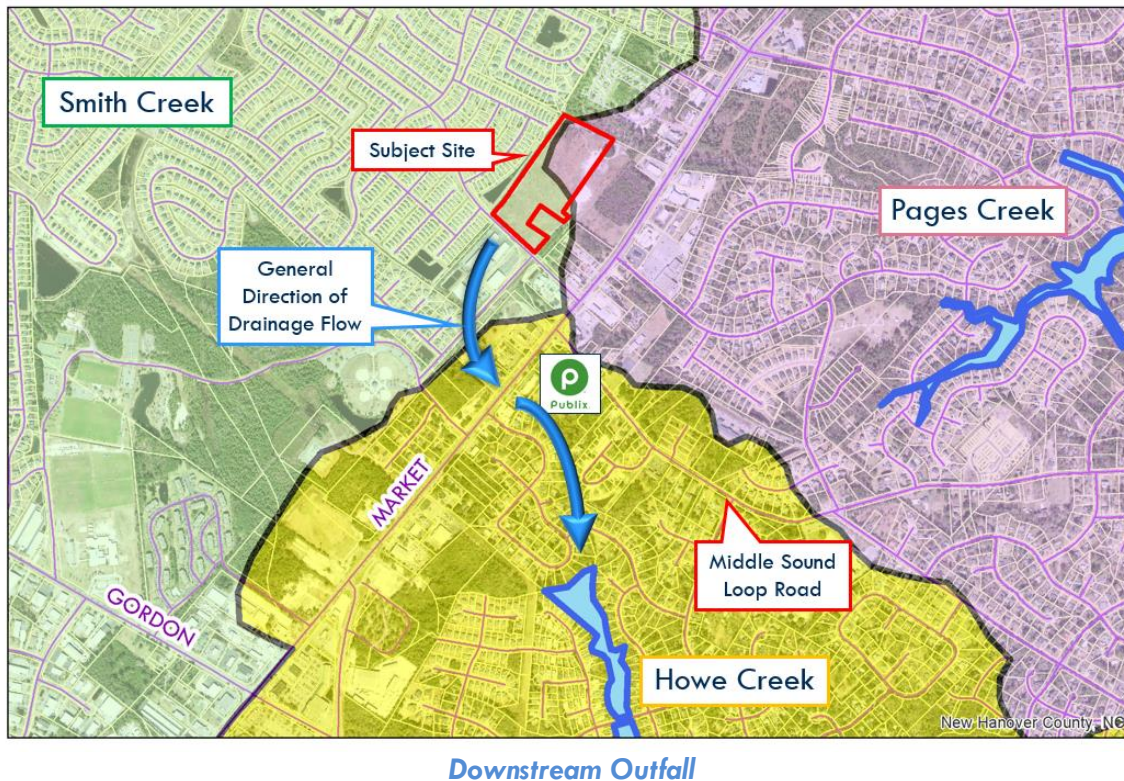 Smith Creek
Subject Site
Pages Creek
General
Direction of
Drainage Flow
Publix
MARKET
Middle Sound
Loop Road
GORDON
Howe Creek
New Hanover County, NC
Downstream Outfall